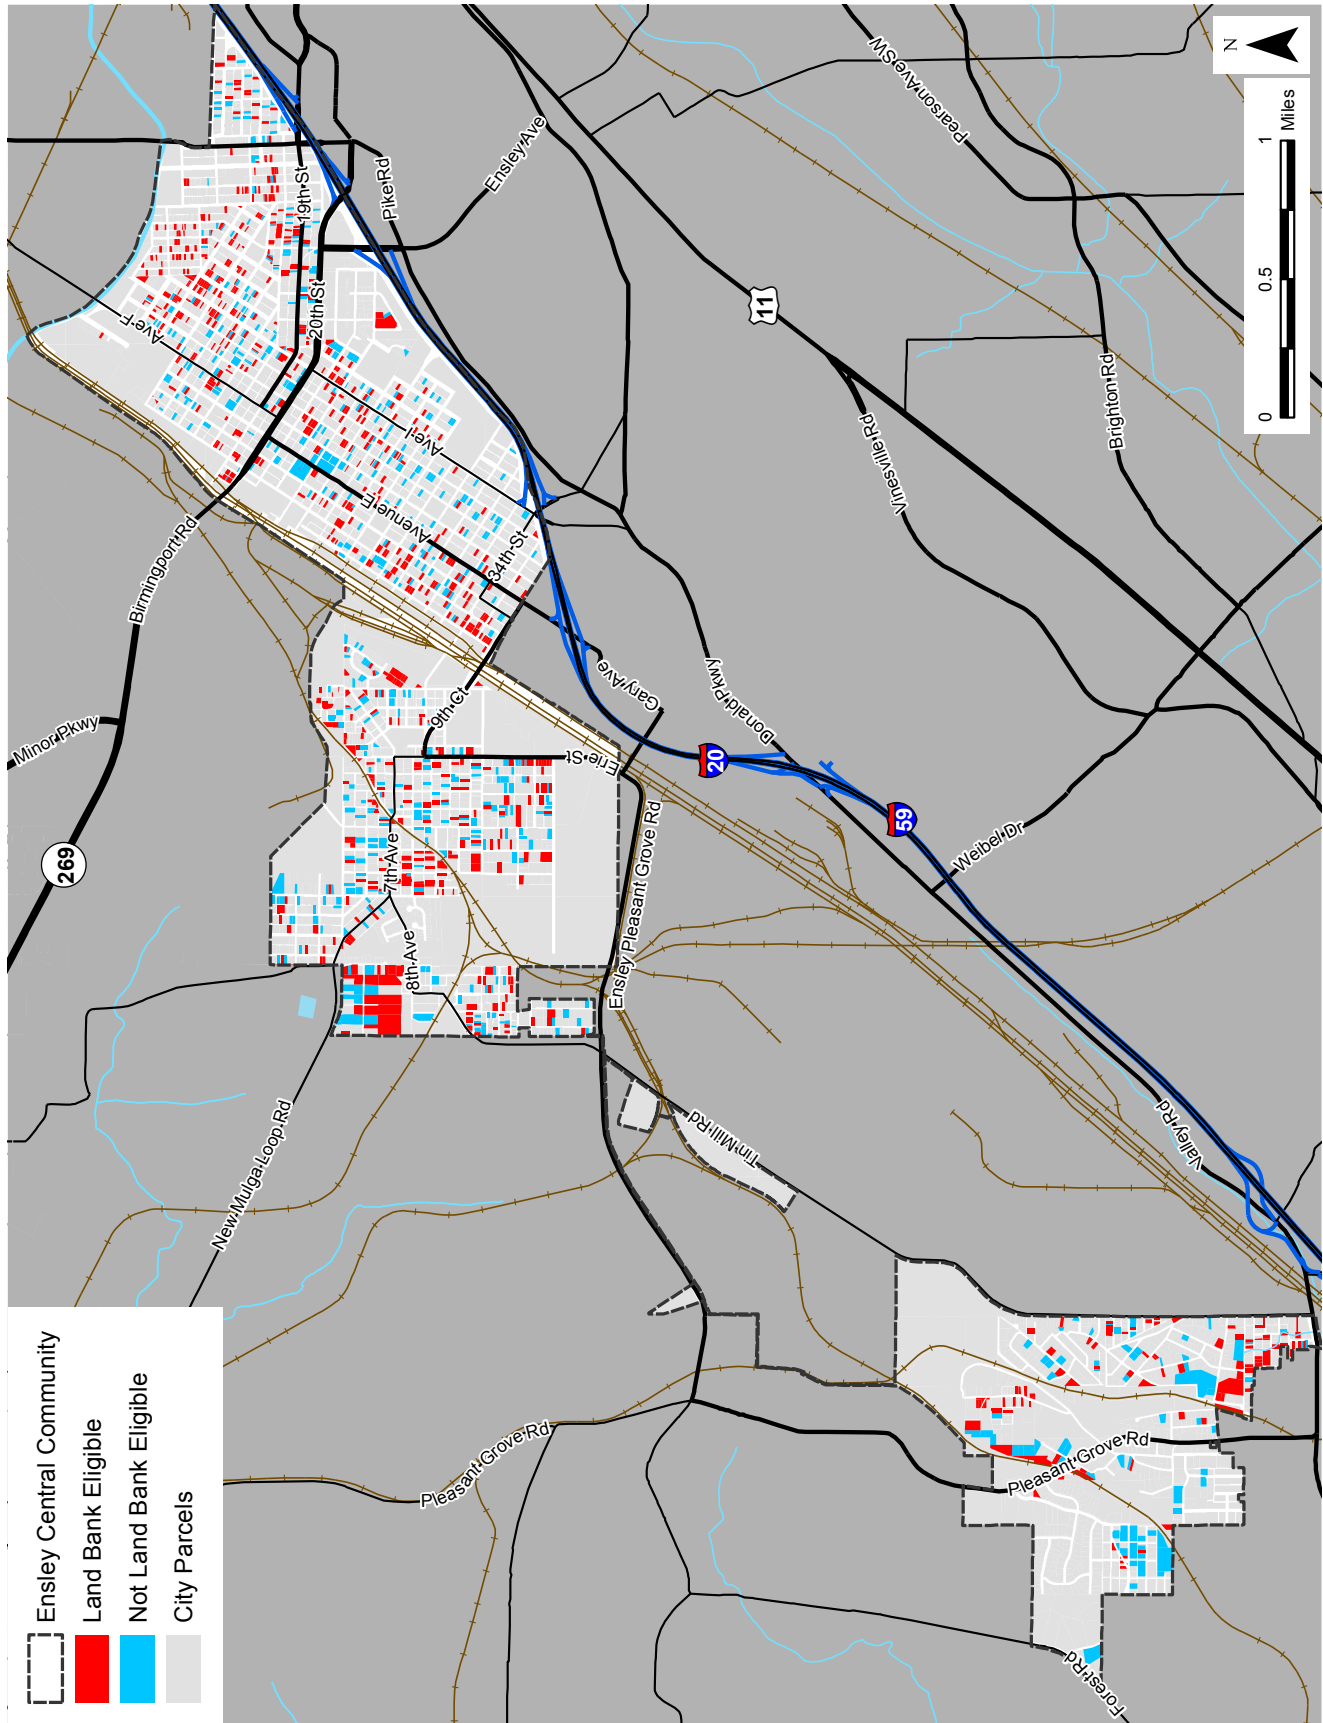 Ensley Central Community
Land Bank Eligible
Not Land Bank Eligible
City Parcels
N
0 0.5 1
Miles
269
Minor Pkwy
Birmingport Rd
Ave F
19th St
20th St
Pike Rd
Ensley Ave
Pearson Ave SW
11
Ave I
Avenue E
34th St
Vinesville Rd
Brighton Rd
9th Ct
Gary Ave
Donald Pkwy
Erie St
20
59
Weibel Dr
7th Ave
8th Ave
Ensley Pleasant Grove Rd
New Mulga Loop Rd
Tin Mill Rd
Valley Rd
Pleasant Grove Rd
Pleasant Grove Rd
Forest Rd